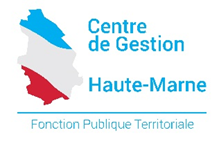 Centre
de Gestion
Haute-Marne
Fonction Publique Territoriale